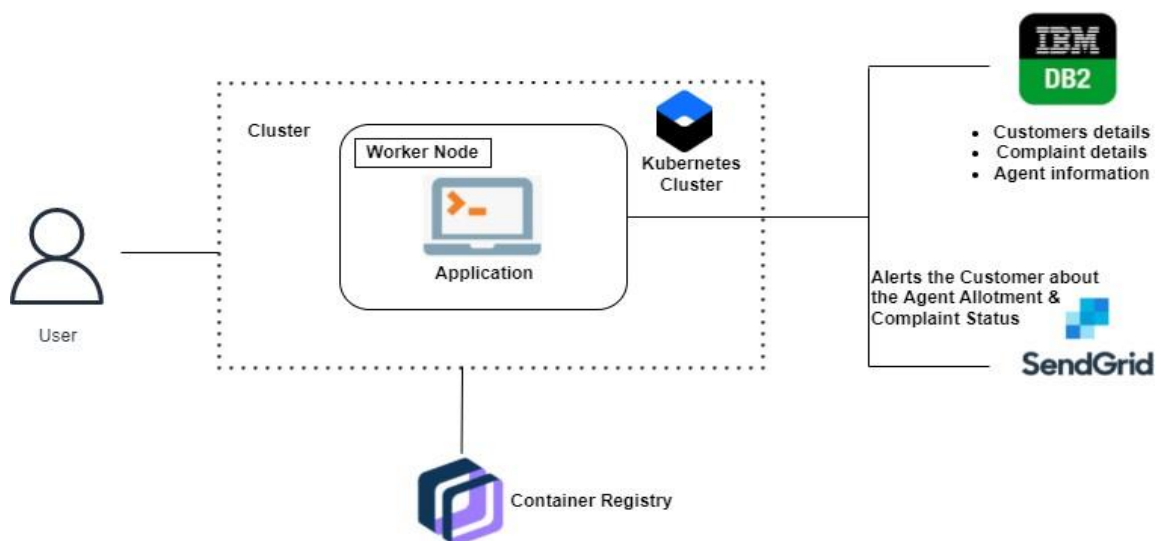 IBM
DB2
Cluster
Worker Node
Kubernetes
Cluster
Application
• Customers details
• Complaint details
• Agent information
User
Alerts the Customer about
the Agent Allotment &
Complaint Status
SendGrid
Container Registry